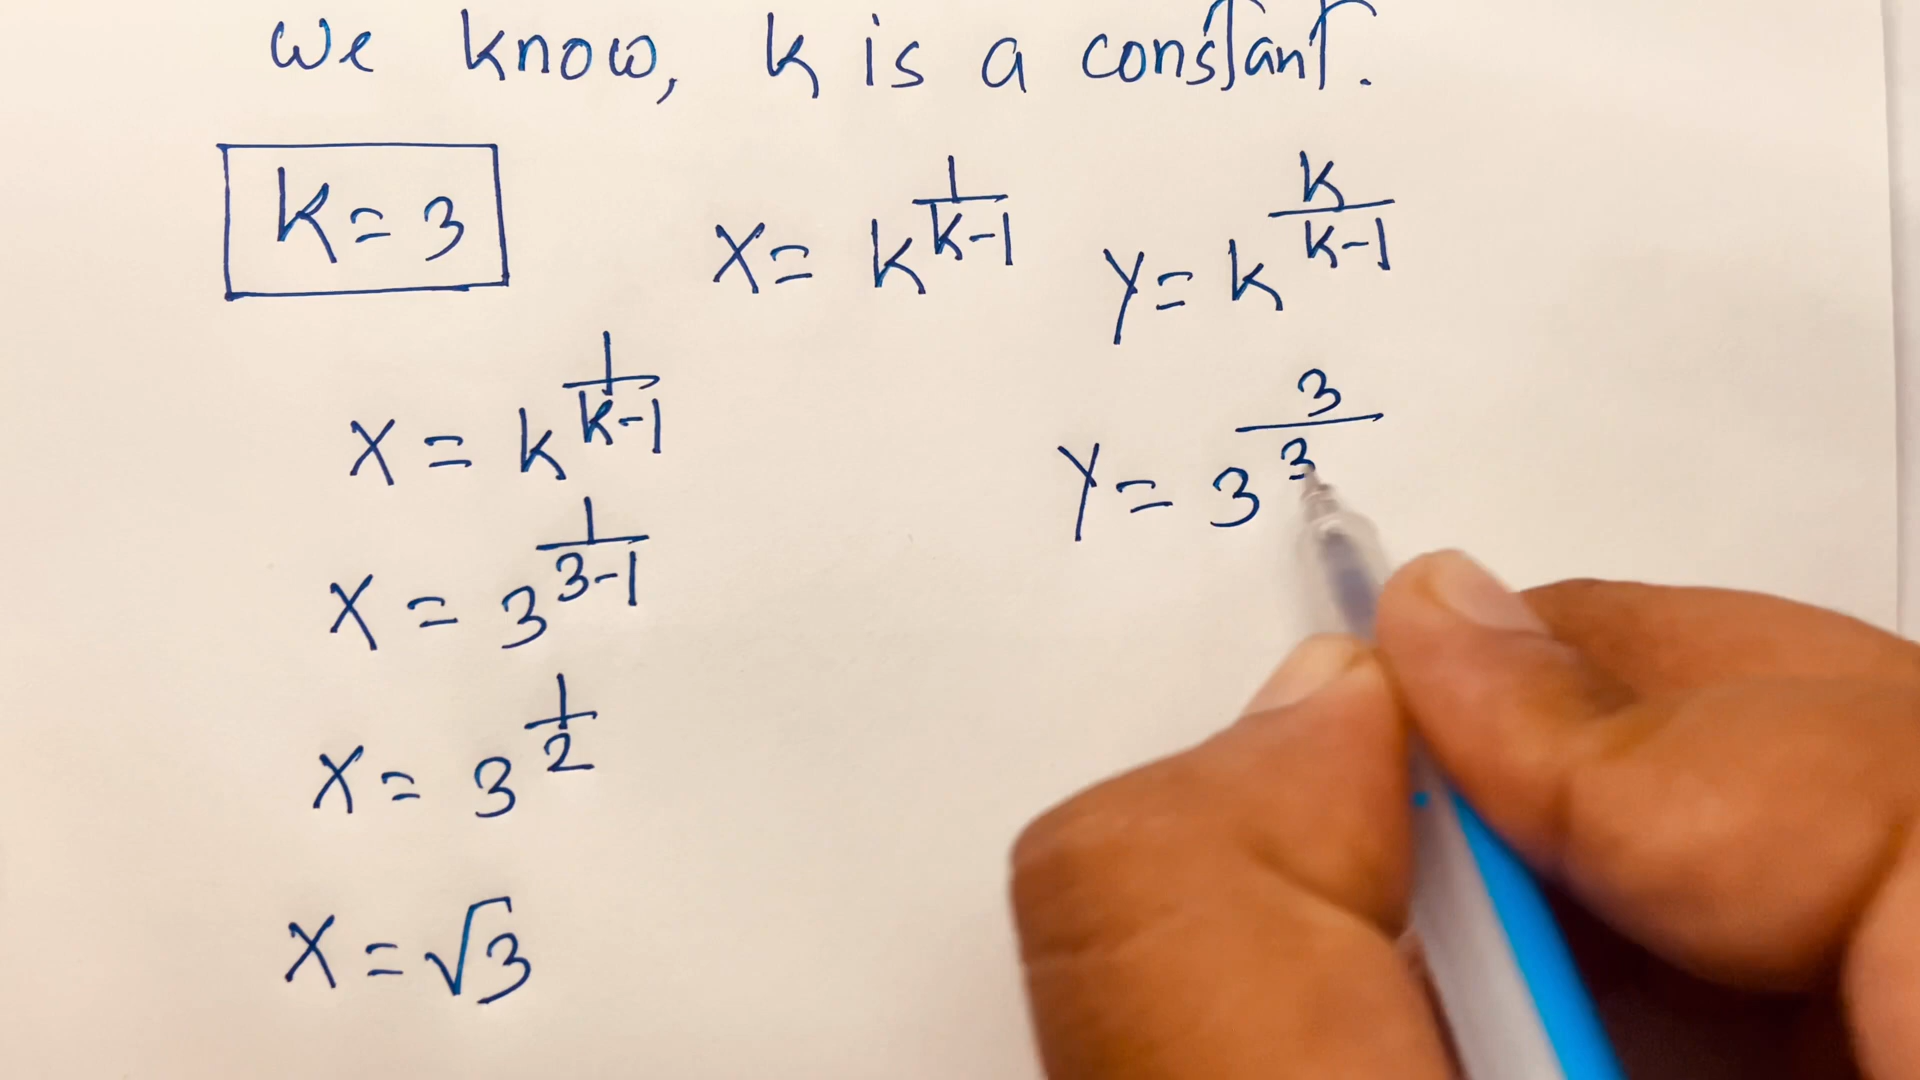 We know, k is a constant.
k = 3
x = k^(1/(k-1))
y = k^(k/(k-1))
x = k^(1/(k-1))
y = 3^(3/3
x = 3^(1/(3-1))
x = 3^(1/2)
x = √3